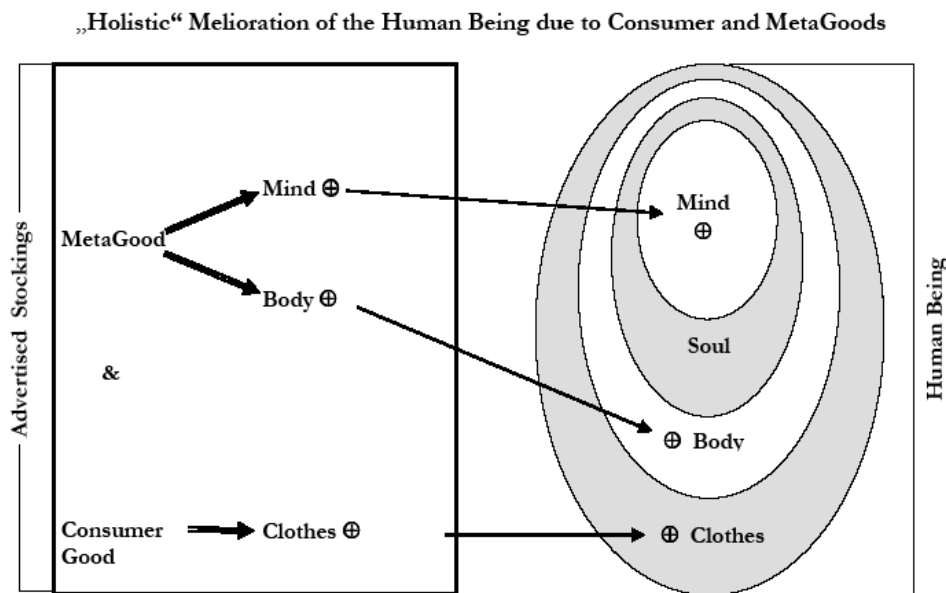 „Holistic“ Melioration of the Human Being due to Consumer and MetaGoods
Advertised Stockings
MetaGood
Mind ⊕
Body ⊕
&
Consumer
Good
Clothes ⊕
Mind
⊕
Soul
⊕ Body
⊕ Clothes
Human Being